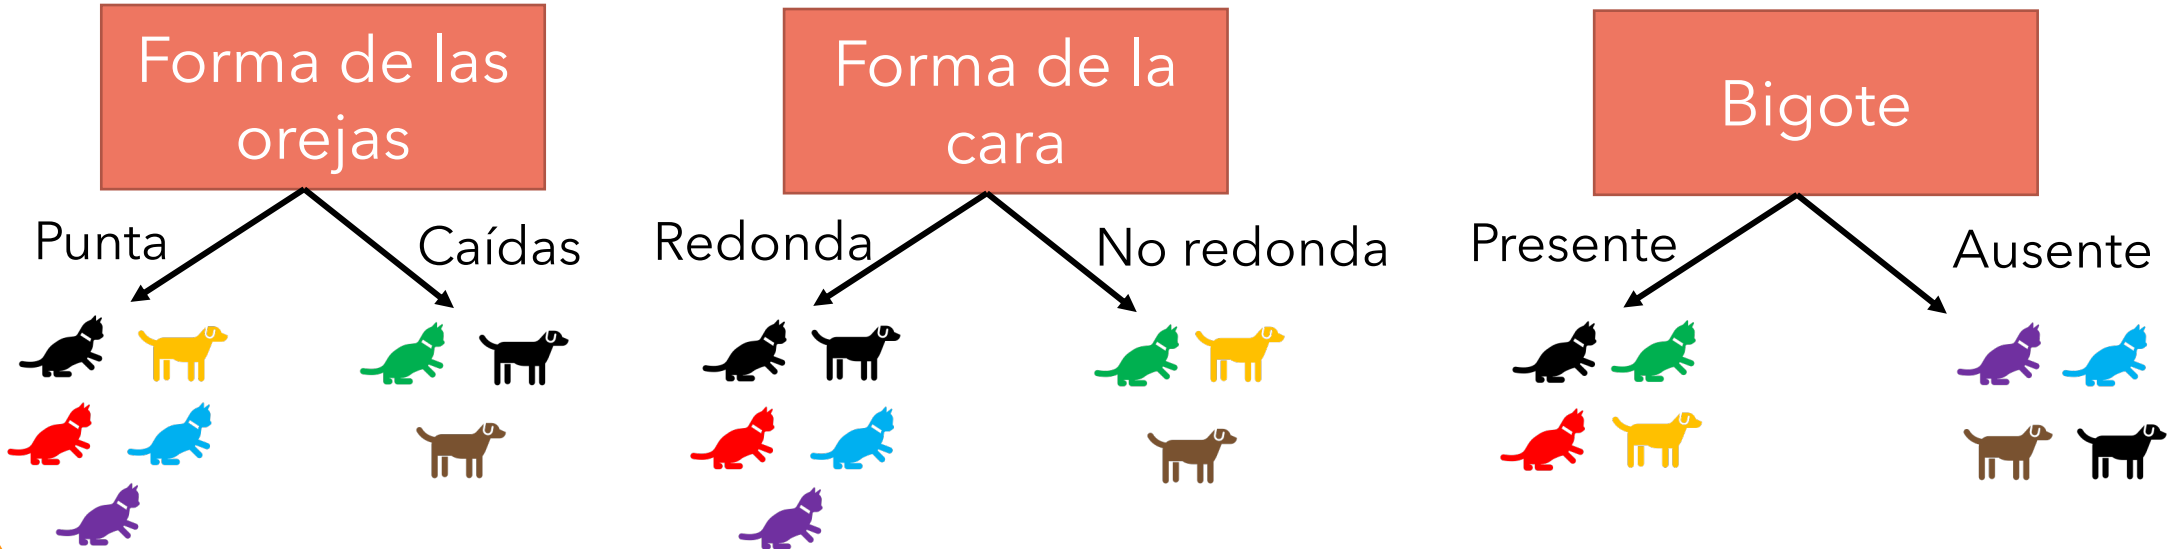 Forma de las
orejas
Punta
Caídas
Forma de la
cara
Redonda
No redonda
Bigote
Presente
Ausente